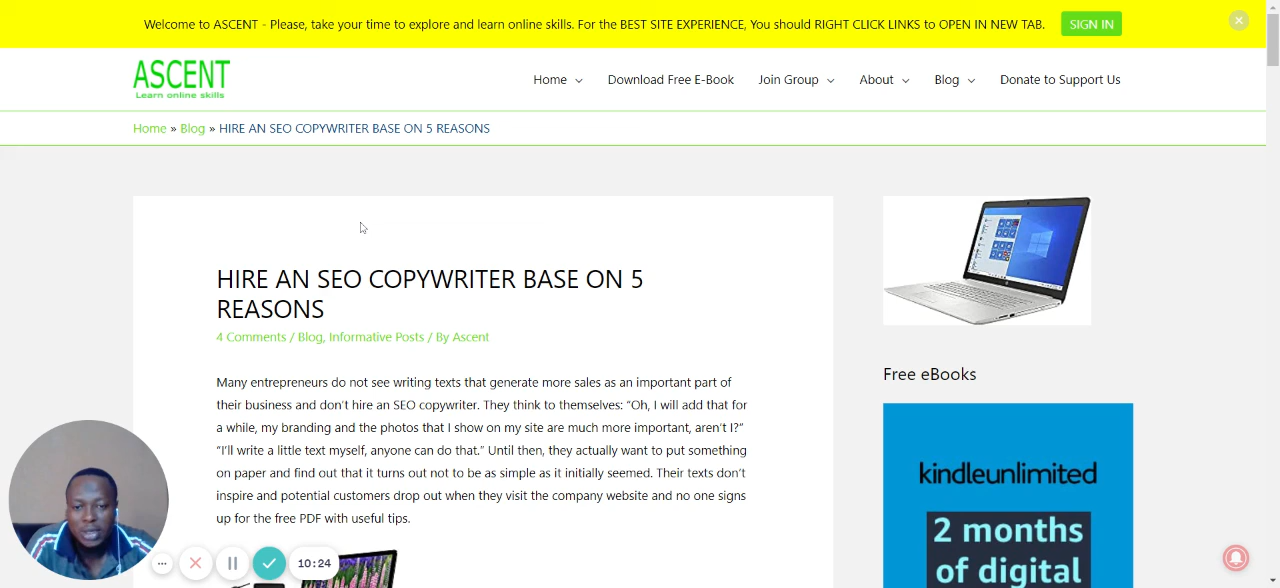 Welcome to ASCENT - Please, take your time to explore and learn online skills. For the BEST SITE EXPERIENCE, You should RIGHT CLICK LINKS to OPEN IN NEW TAB.
SIGN IN
ASCENT
Learn online skills
Home
Download Free E-Book
Join Group
About
Blog
Donate to Support Us
Home » Blog » HIRE AN SEO COPYWRITER BASE ON 5 REASONS
HIRE AN SEO COPYWRITER BASE ON 5
REASONS
4 Comments / Blog, Informative Posts / By Ascent
Many entrepreneurs do not see writing texts that generate more sales as an important part of
their business and don't hire an SEO copywriter. They think to themselves: “Oh, I will add that for
a while, my branding and the photos that I show on my site are much more important, aren't I?”
“I'll write a little text myself, anyone can do that.” Until then, they actually want to put something
on paper and find out that it turns out not to be as simple as it initially seemed. Their texts don't
inspire and potential customers drop out when they visit the company website and no one signs
up for the free PDF with useful tips.
Free eBooks
kindleunlimited
2 months
of digital
10:24